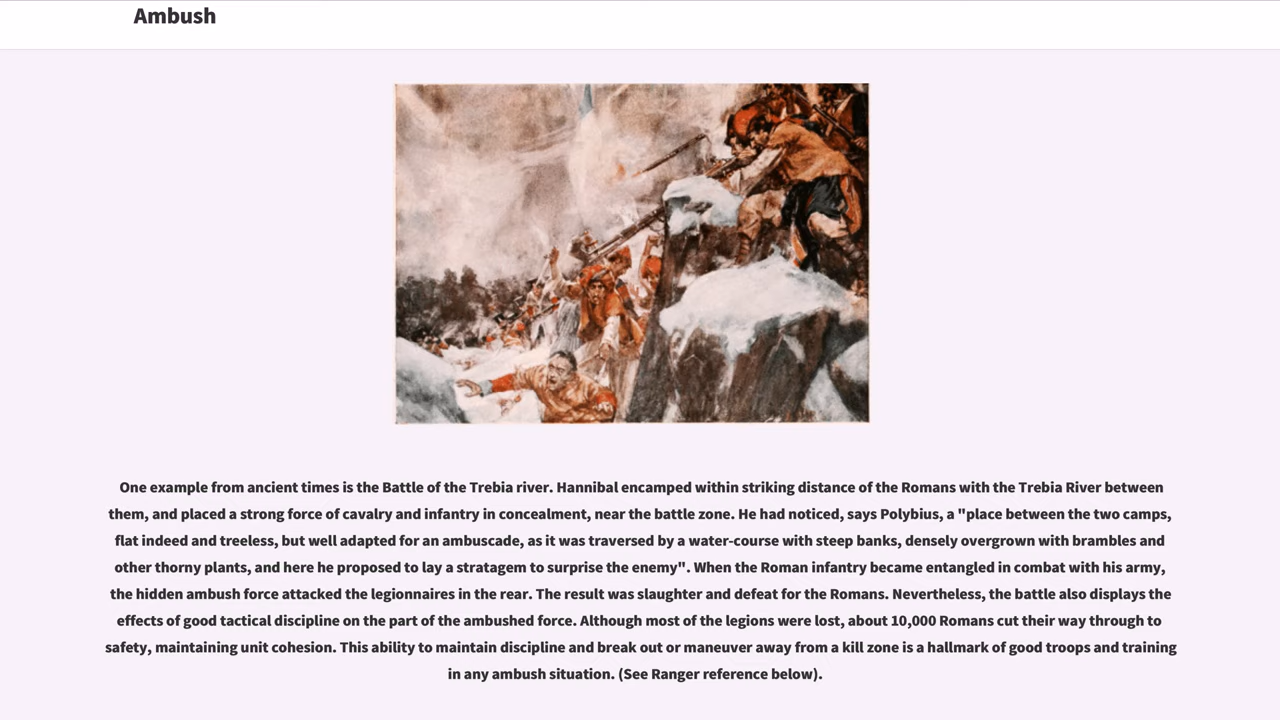 Ambush
One example from ancient times is the Battle of the Trebia river. Hannibal encamped within striking distance of the Romans with the Trebia River between
them, and placed a strong force of cavalry and infantry in concealment, near the battle zone. He had noticed, says Polybius, a "place between the two camps,
flat indeed and treeless, but well adapted for an ambuscade, as it was traversed by a water-course with steep banks, densely overgrown with brambles and
other thorny plants, and here he proposed to lay a stratagem to surprise the enemy". When the Roman infantry became entangled in combat with his army,
the hidden ambush force attacked the legionnaires in the rear. The result was slaughter and defeat for the Romans. Nevertheless, the battle also displays the
effects of good tactical discipline on the part of the ambushed force. Although most of the legions were lost, about 10,000 Romans cut their way through to
safety, maintaining unit cohesion. This ability to maintain discipline and break out or maneuver away from a kill zone is a hallmark of good troops and training
in any ambush situation. (See Ranger reference below).